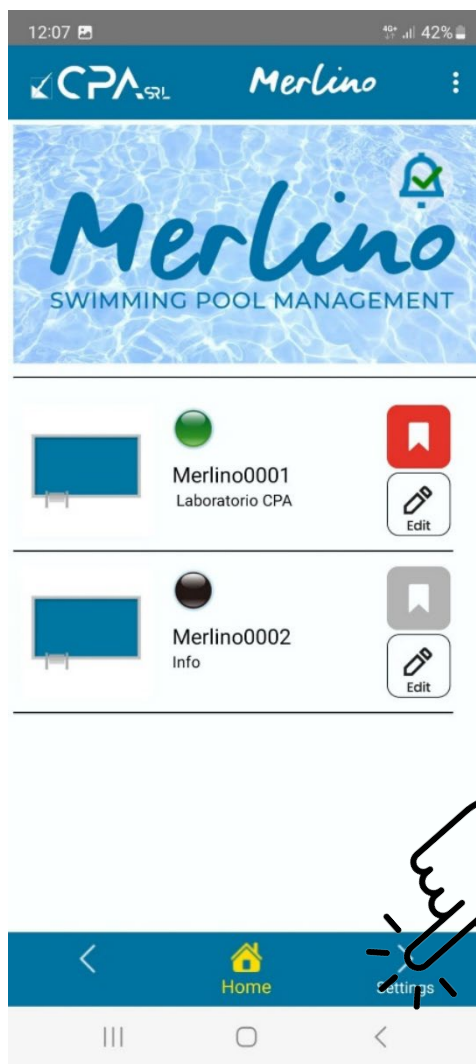 12:07 4G+ 42%
CPA SRL Merlino
Merlino
SWIMMING POOL MANAGEMENT
Merlino0001
Laboratorio CPA
Edit
Merlino0002
Info
Edit
Home Settings